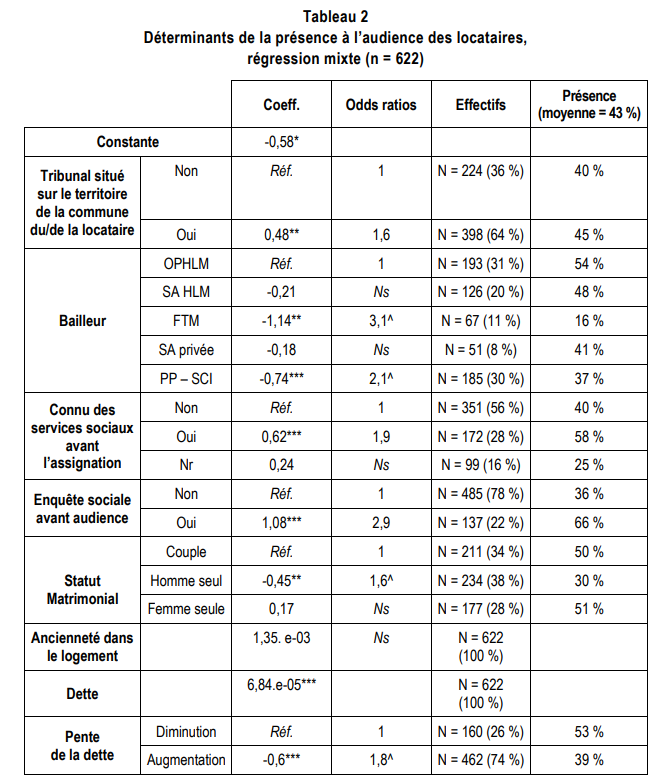 Tableau 2
Déterminants de la présence à l'audience des locataires,
régression mixte (n = 622)
Coeff. Odds ratios Effectifs Présence (moyenne = 43 %)
Constante -0,58*
Tribunal situé sur le territoire de la commune du/de la locataire
Non Réf. 1 N = 224 (36 %) 40 %
Oui 0,48** 1,6 N = 398 (64 %) 45 %
Bailleur
OPHLM Réf. 1 N = 193 (31 %) 54 %
SA HLM -0,21 Ns N = 126 (20 %) 48 %
FTM -1,14** 3,1^ N = 67 (11 %) 16 %
SA privée -0,18 Ns N = 51 (8 %) 41 %
PP – SCI -0,74*** 2,1^ N = 185 (30 %) 37 %
Connu des services sociaux avant l'assignation
Non Réf. 1 N = 351 (56 %) 40 %
Oui 0,62*** 1,9 N = 172 (28 %) 58 %
Nr 0,24 Ns N = 99 (16 %) 25 %
Enquête sociale avant audience
Non Réf. 1 N = 485 (78 %) 36 %
Oui 1,08*** 2,9 N = 137 (22 %) 66 %
Statut Matrimonial
Couple Réf. 1 N = 211 (34 %) 50 %
Homme seul -0,45** 1,6^ N = 234 (38 %) 30 %
Femme seule 0,17 Ns N = 177 (28 %) 51 %
Ancienneté dans le logement 1,35. e-03 Ns N = 622 (100 %)
Dette 6,84.e-05*** N = 622 (100 %)
Pente de la dette
Diminution Réf. 1 N = 160 (26 %) 53 %
Augmentation -0,6*** 1,8^ N = 462 (74 %) 39 %